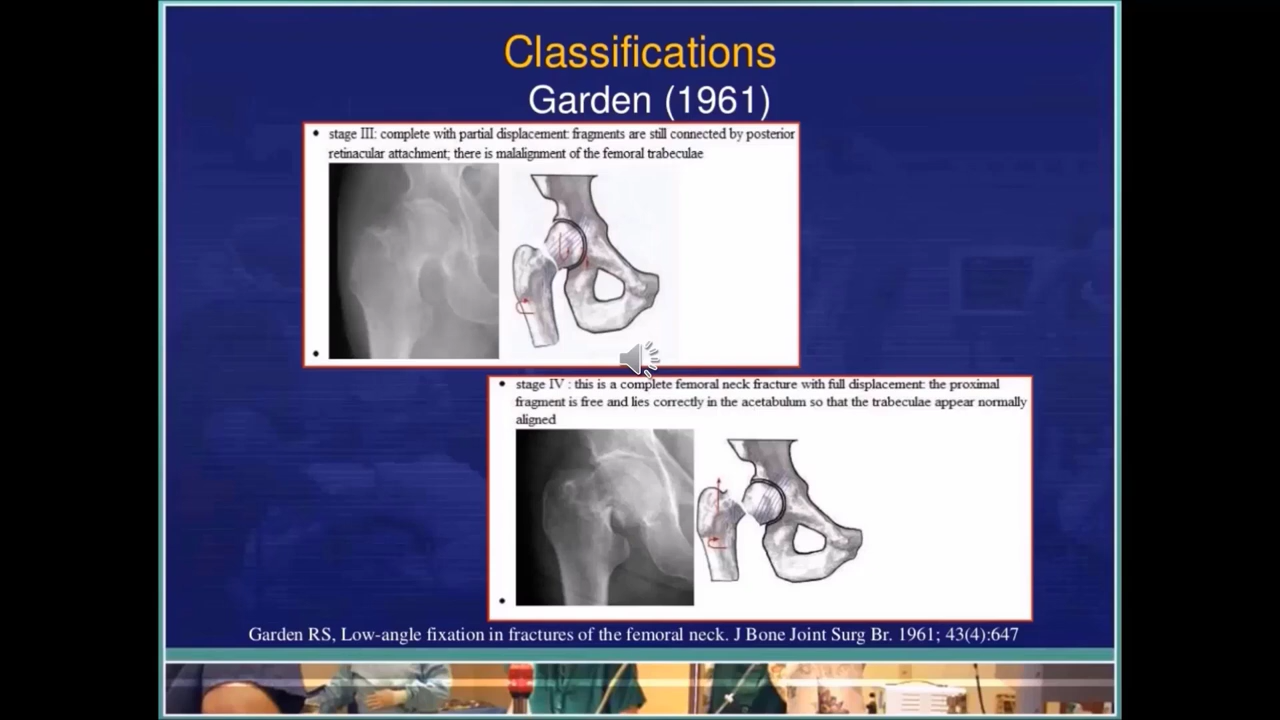 Classifications
Garden (1961)
• stage III: complete with partial displacement: fragments are still connected by posterior
retinacular attachment; there is malalignment of the femoral trabeculae
•
• stage IV : this is a complete femoral neck fracture with full displacement: the proximal
fragment is free and lies correctly in the acetabulum so that the trabeculae appear normally
aligned
•
Garden RS, Low-angle fixation in fractures of the femoral neck. J Bone Joint Surg Br. 1961; 43(4):647